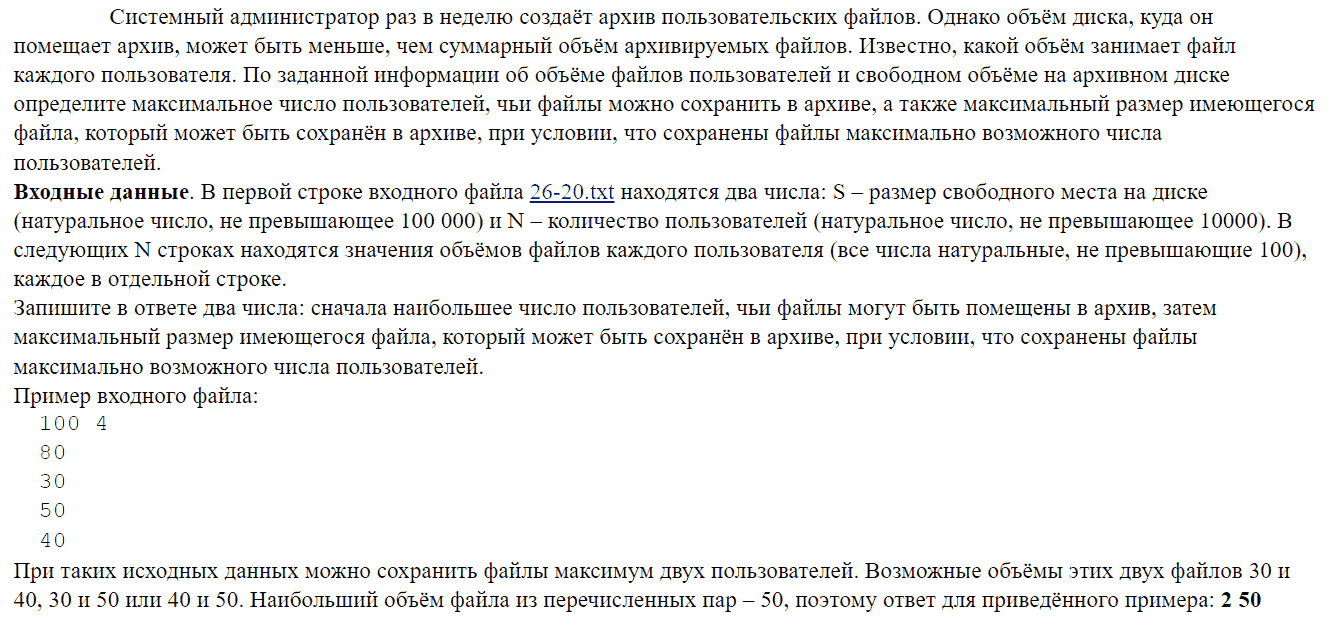 Системный администратор раз в неделю создаёт архив пользовательских файлов. Однако объём диска, куда он
помещает архив, может быть меньше, чем суммарный объём архивируемых файлов. Известно, какой объём занимает файл
каждого пользователя. По заданной информации об объёме файлов пользователей и свободном объёме на архивном диске
определите максимальное число пользователей, чьи файлы можно сохранить в архиве, а также максимальный размер имеющегося
файла, который может быть сохранён в архиве, при условии, что сохранены файлы максимально возможного числа
пользователей.
Входные данные. В первой строке входного файла 26-20.txt находятся два числа: S – размер свободного места на диске
(натуральное число, не превышающее 100 000) и N – количество пользователей (натуральное число, не превышающее 10000). В
следующих N строках находятся значения объёмов файлов каждого пользователя (все числа натуральные, не превышающие 100),
каждое в отдельной строке.
Запишите в ответе два числа: сначала наибольшее число пользователей, чьи файлы могут быть помещены в архив, затем
максимальный размер имеющегося файла, который может быть сохранён в архиве, при условии, что сохранены файлы
максимально возможного числа пользователей.
Пример входного файла:
100 4
80
30
50
40
При таких исходных данных можно сохранить файлы максимум двух пользователей. Возможные объёмы этих двух файлов 30 и
40, 30 и 50 или 40 и 50. Наибольший объём файла из перечисленных пар – 50, поэтому ответ для приведённого примера: 2 50